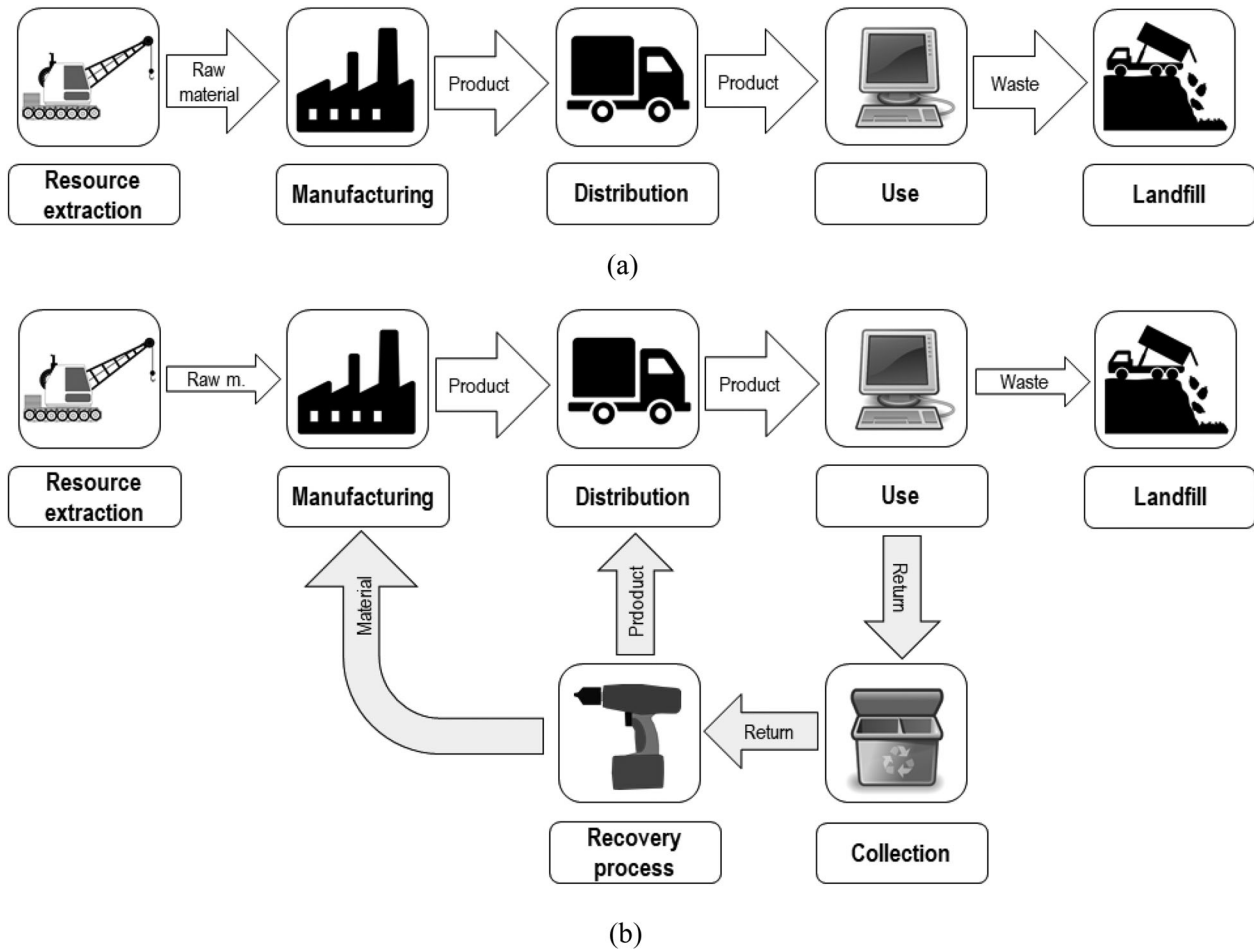 Raw
material
Product
Product
Waste
Resource
extraction
Manufacturing
Distribution
Use
Landfill
(a)
Raw m.
Product
Product
Waste
Resource
extraction
Manufacturing
Distribution
Use
Landfill
Material
Prdoduct
Return
Return
Recovery
process
Collection
(b)